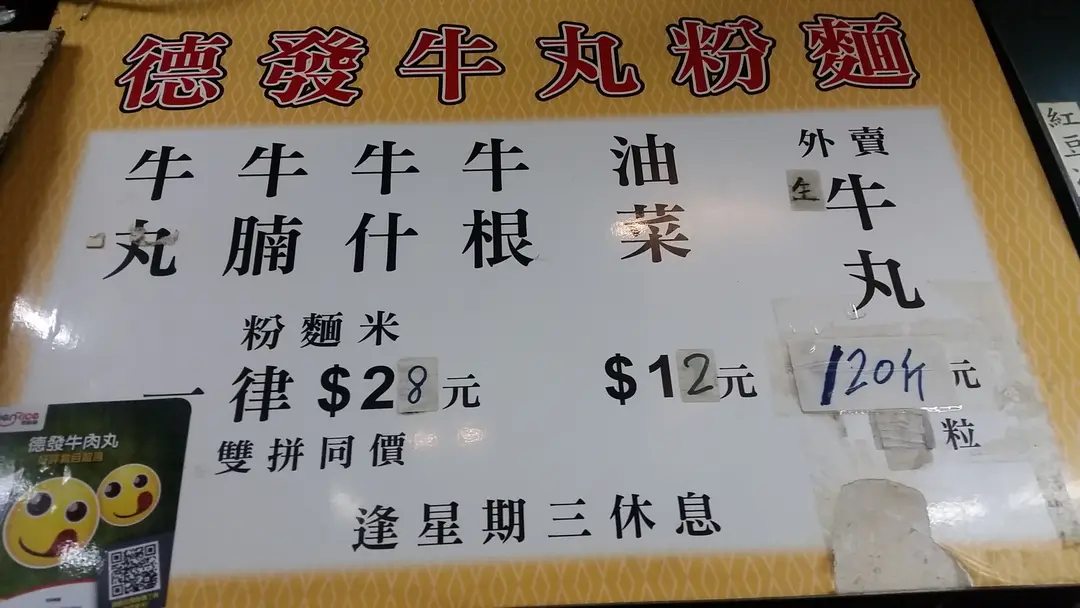 德發牛丸粉麵
牛丸
牛腩
牛什
牛根
油菜
外賣
生牛丸
粉麵米
一律$28元
$12元
120斤元
粒
雙拼同價
逢星期三休息
德發牛肉丸
紅豆